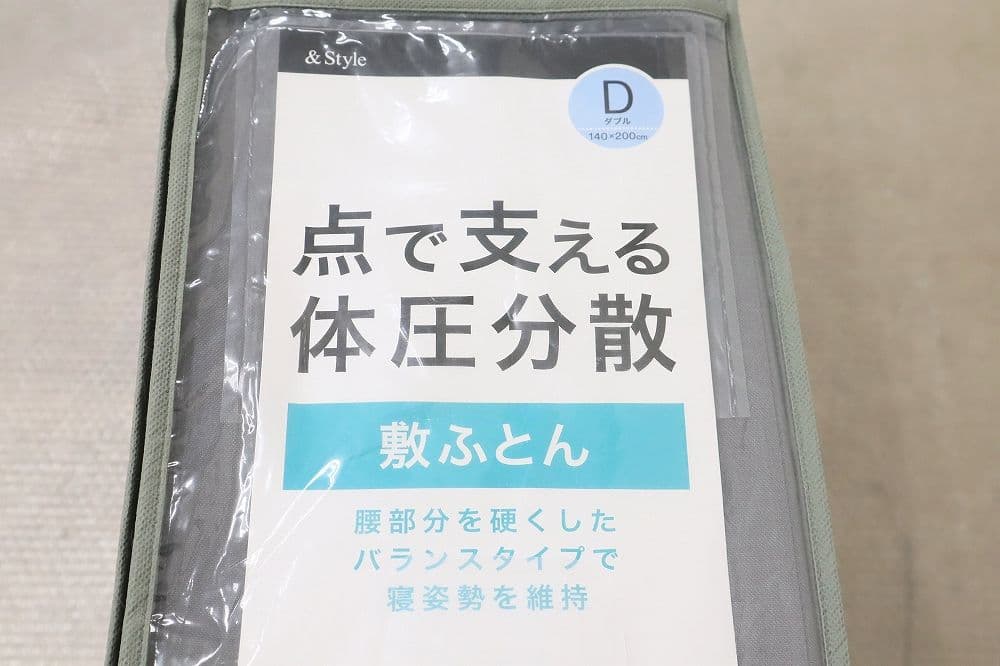 & Style
D
ダブル
140×200cm
点で支える
体圧分散
敷ふとん
腰部分を硬くした
バランスタイプで
寝姿勢を維持